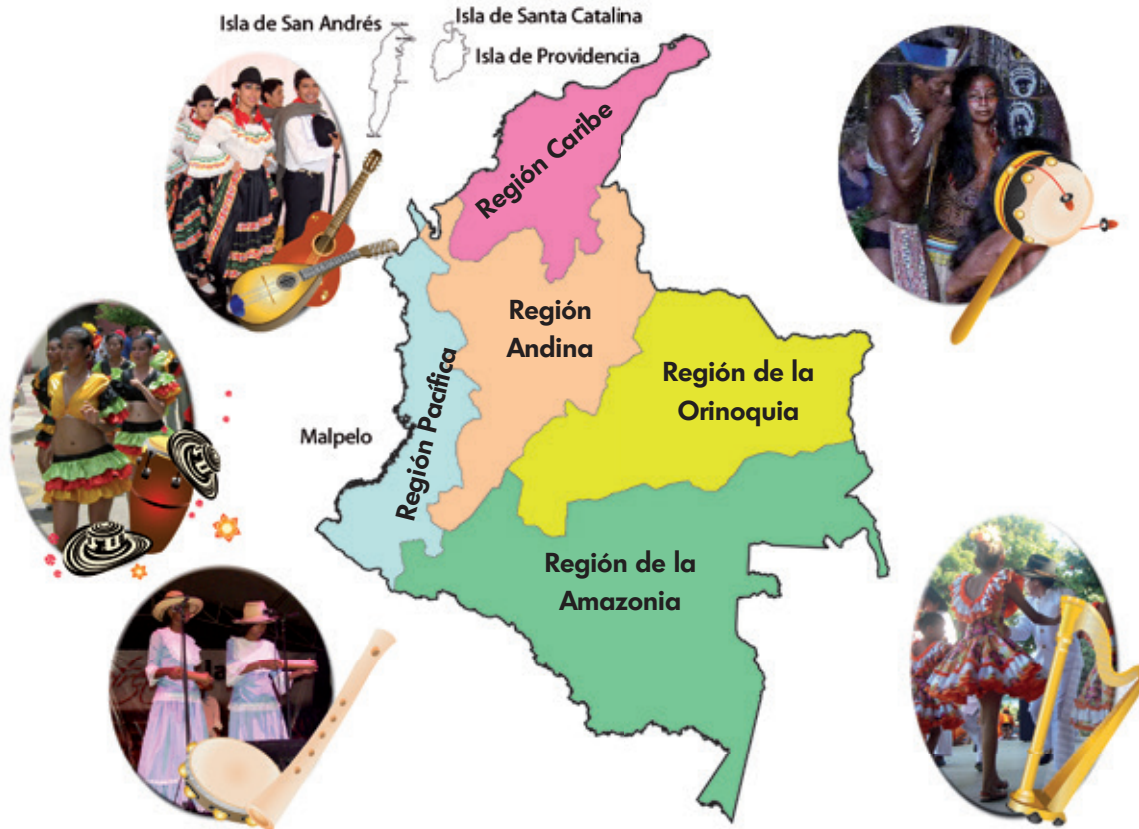 Isla de San Andrés
Isla de Santa Catalina
Isla de Providencia
Región Caribe
Región
Andina
Región Pacífica
Malpelo
Región de la
Orinoquia
Región de la
Amazonia